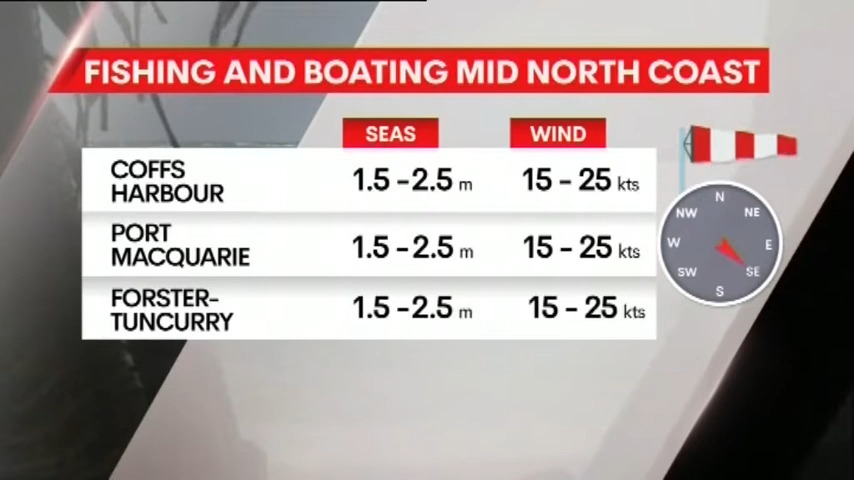 FISHING AND BOATING MID NORTH COAST
SEAS WIND
COFFS
HARBOUR
1.5 – 2.5 m 15 – 25 kts
PORT
MACQUARIE
1.5 – 2.5 m 15 – 25 kts
FORSTER–
TUNCURRY
1.5 – 2.5 m 15 – 25 kts
N
NW NE
W E
SW SE
S